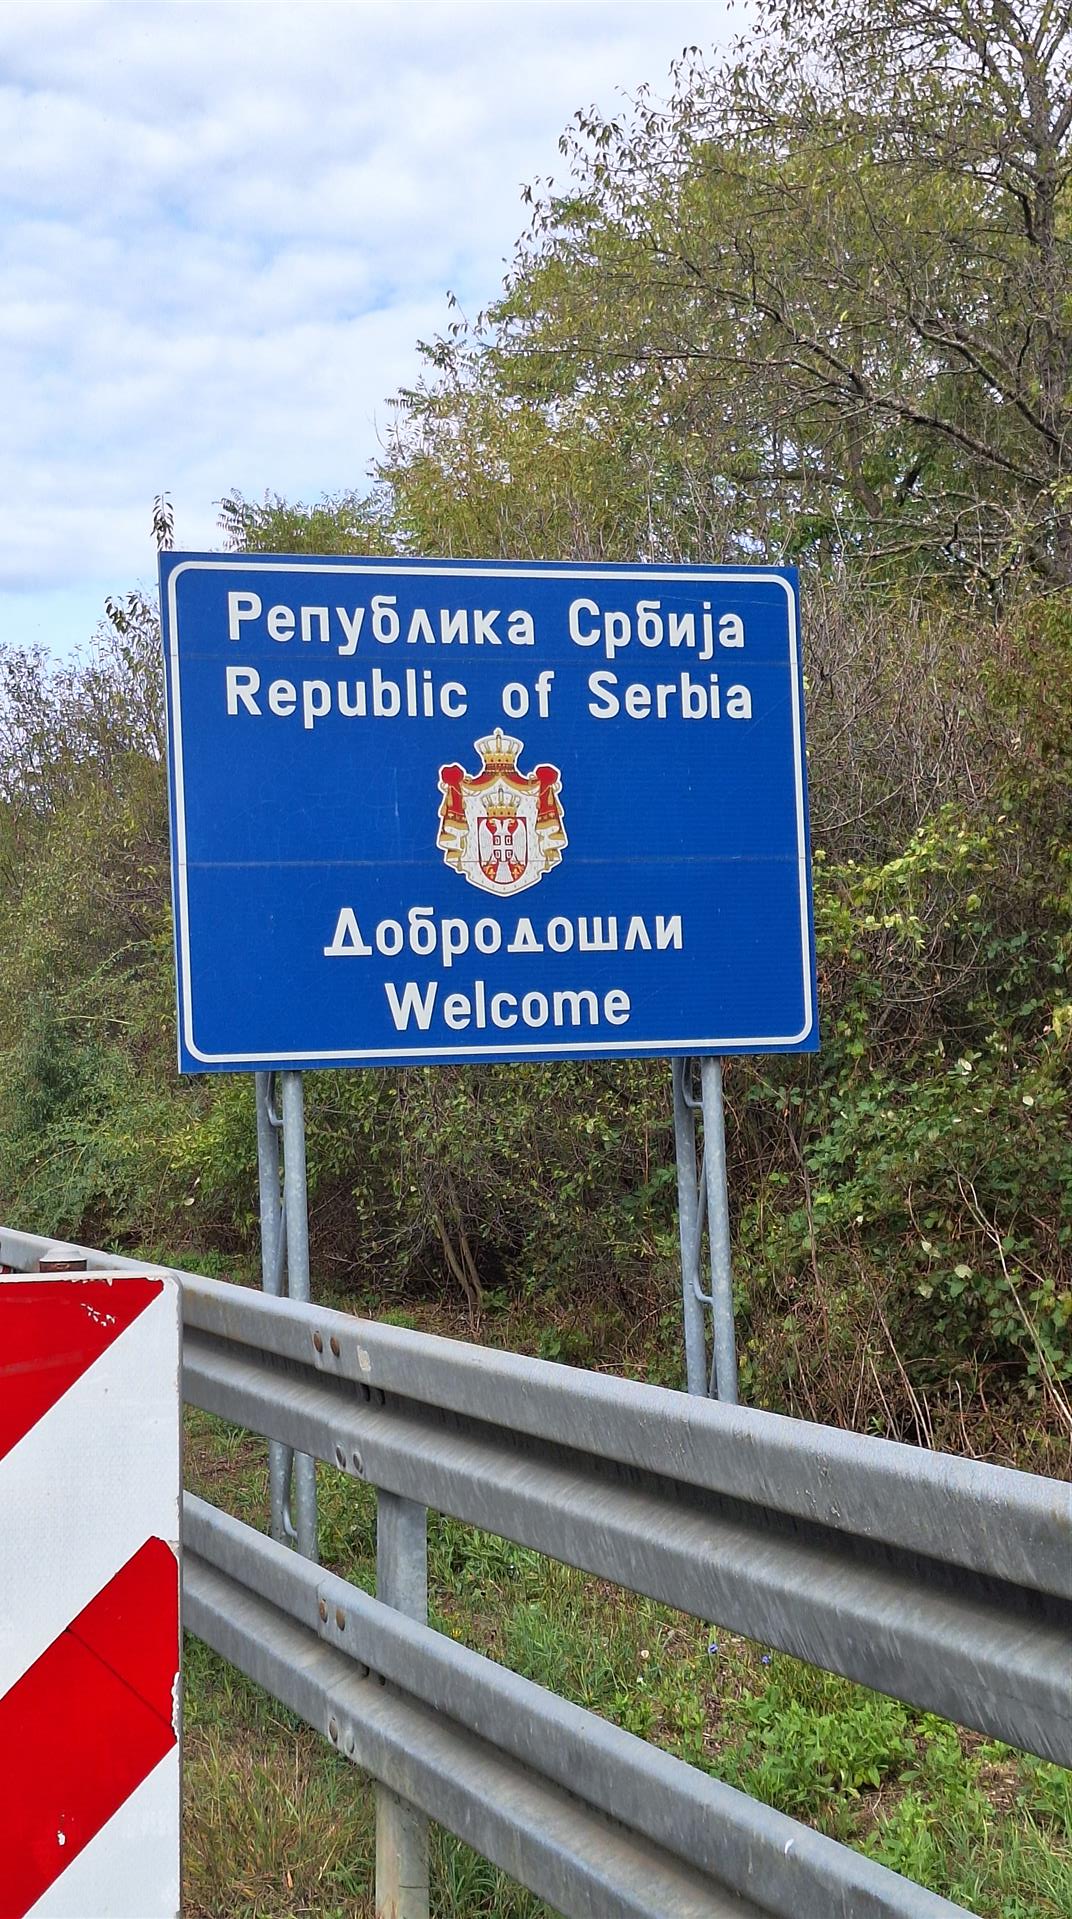 Република Србија
Republic of Serbia
Добродошли
Welcome